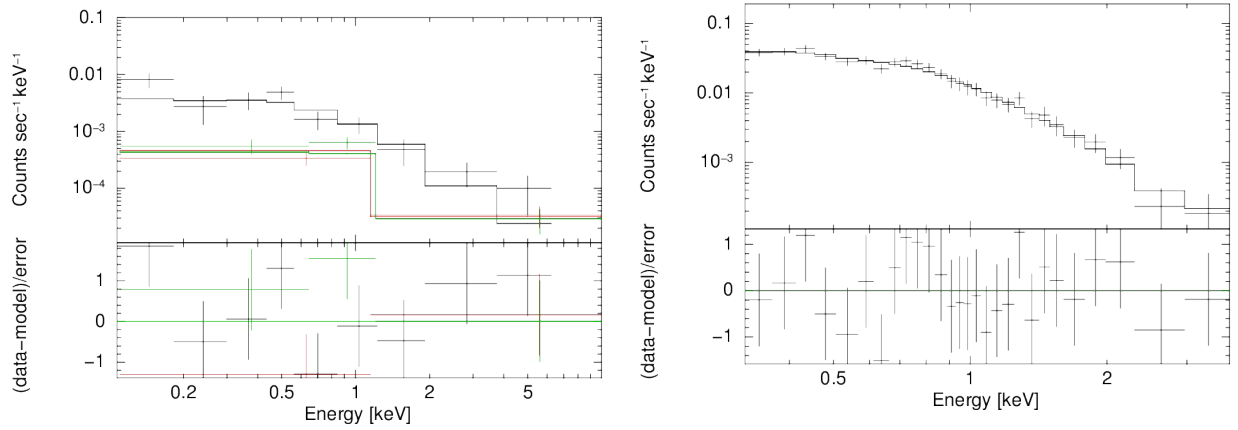 0.1
0.01
10⁻³
10⁻⁴
Counts sec⁻¹ keV⁻¹
1
0
−1
(data−model)/error
0.2 0.5 1 2 5
Energy [keV]
0.1
0.01
10⁻³
Counts sec⁻¹ keV⁻¹
1
0
−1
(data−model)/error
0.5 1 2
Energy [keV]